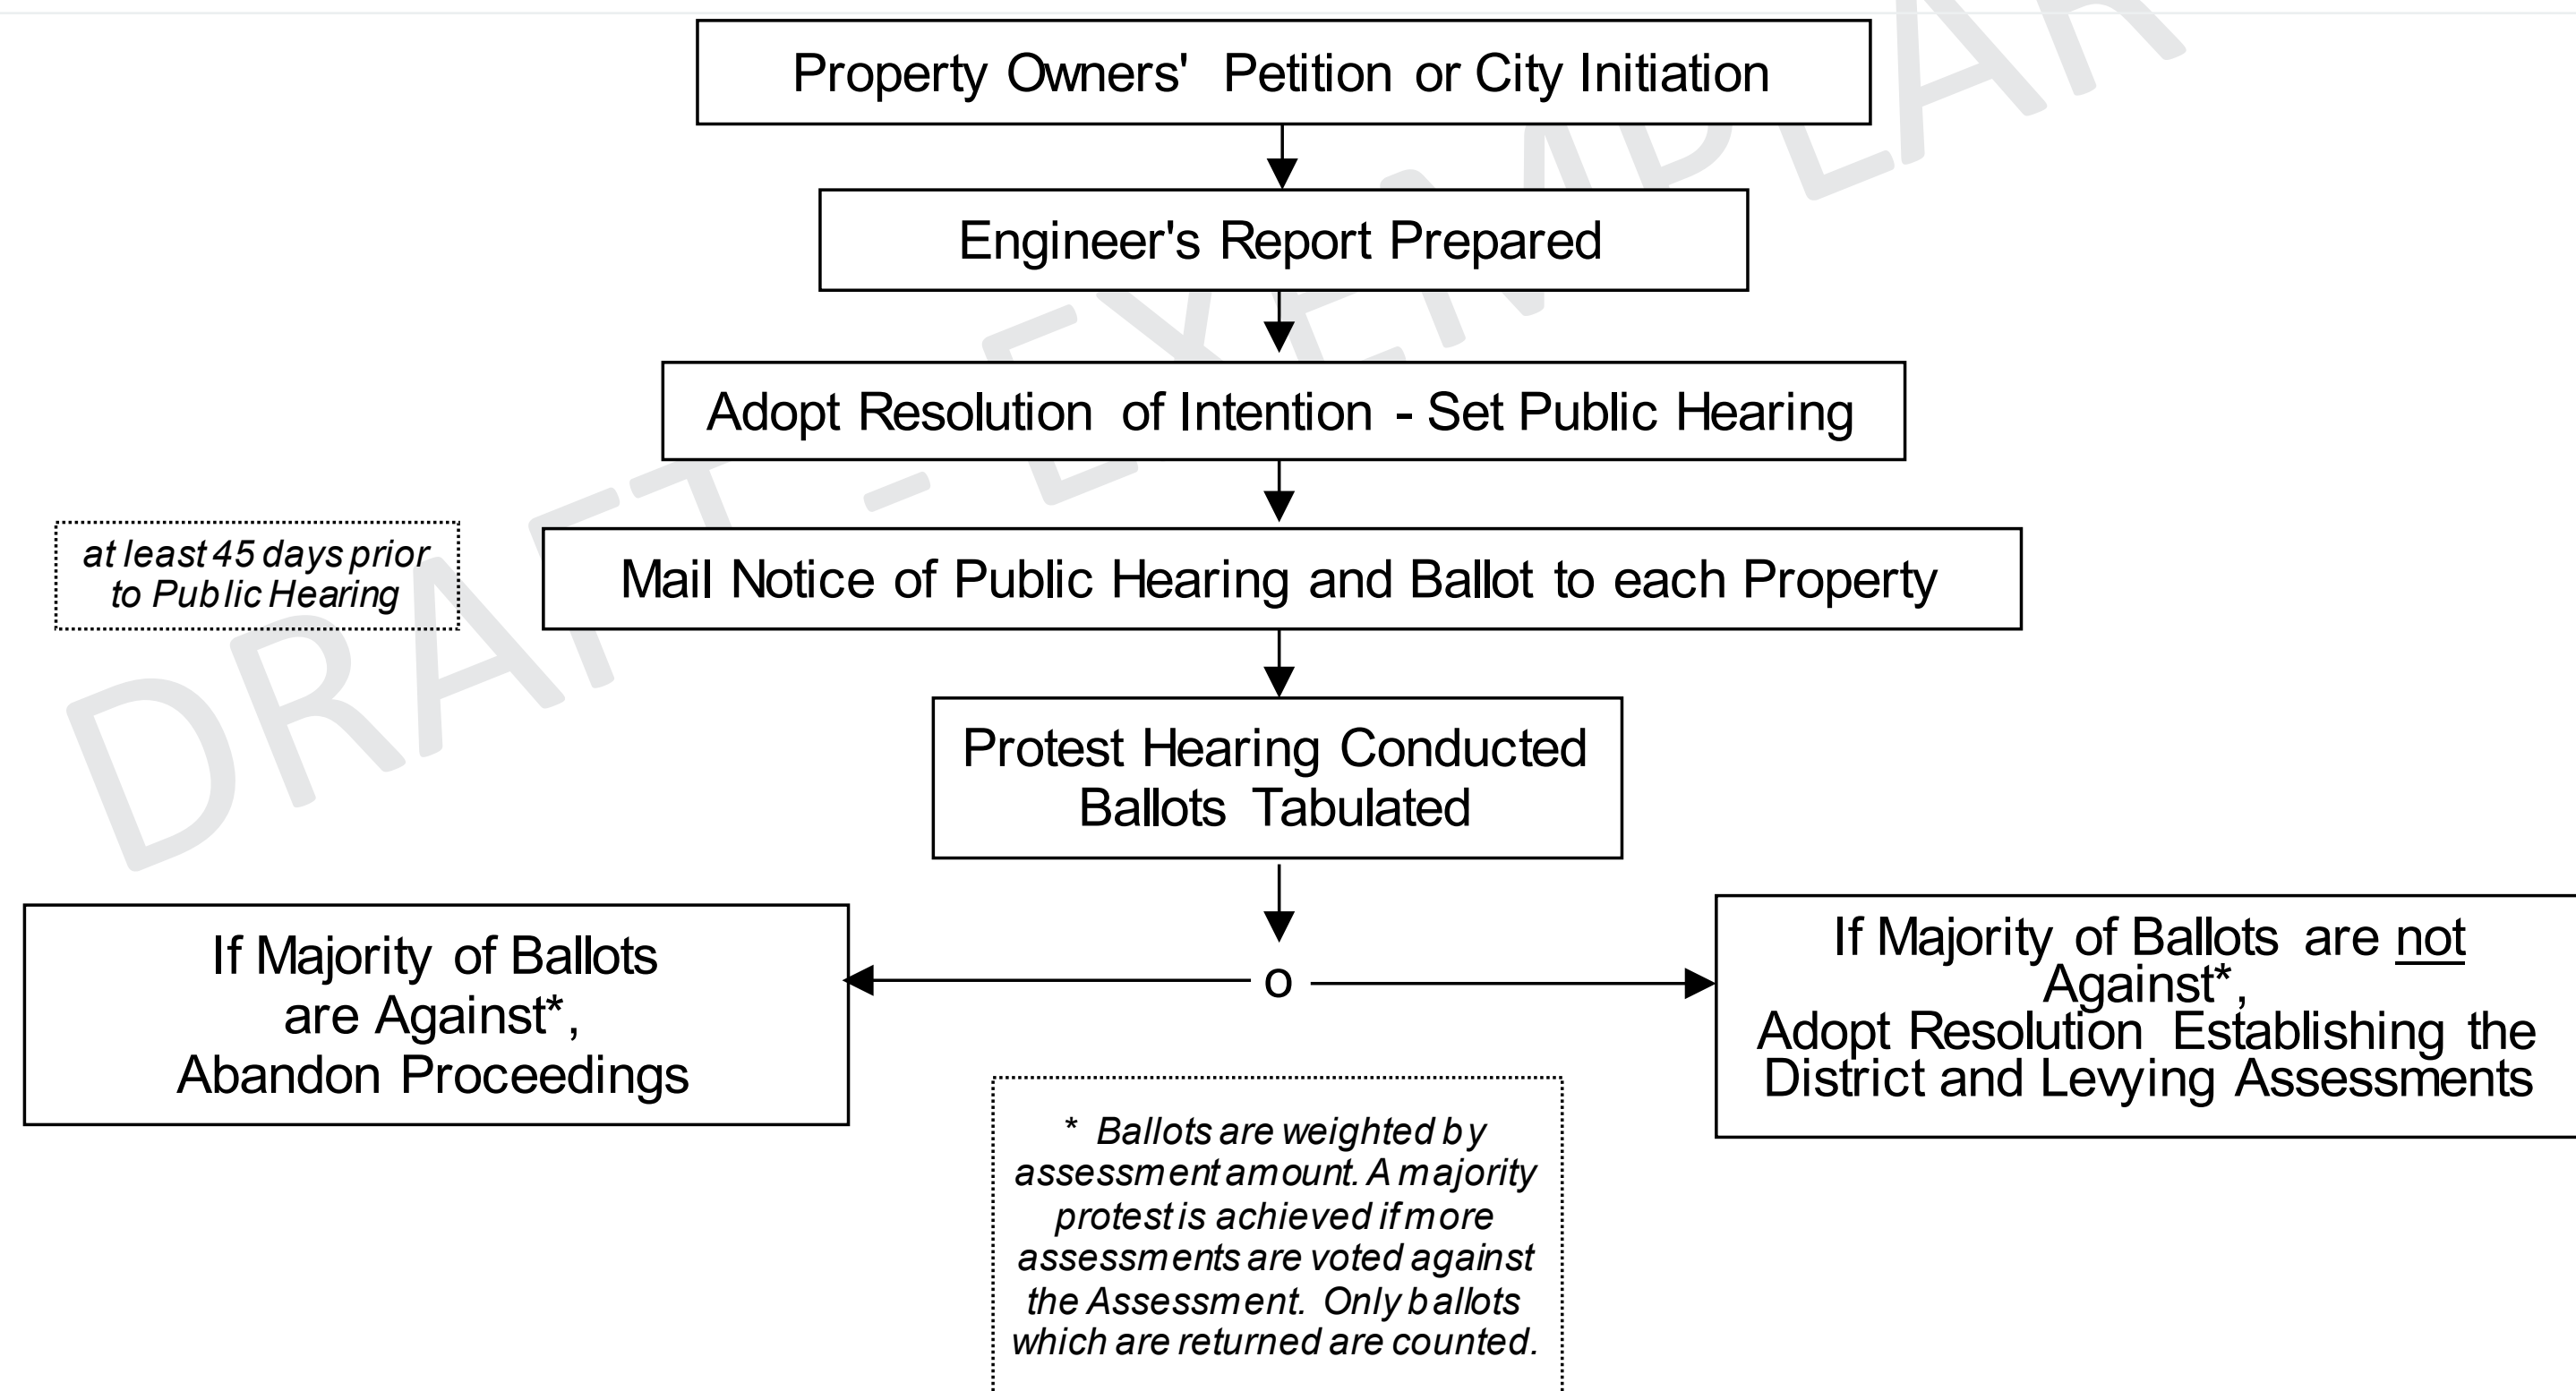 Property Owners' Petition or City Initiation
Engineer's Report Prepared
Adopt Resolution of Intention - Set Public Hearing
at least 45 days prior
to Public Hearing
Mail Notice of Public Hearing and Ballot to each Property
Protest Hearing Conducted
Ballots Tabulated
If Majority of Ballots
are Against*,
Abandon Proceedings
o
If Majority of Ballots are not
Against*,
Adopt Resolution Establishing the
District and Levying Assessments
* Ballots are weighted by
assessment amount. A majority
protest is achieved if more
assessments are voted against
the Assessment. Only ballots
which are returned are counted.
DRAFT - EXEMPLAR